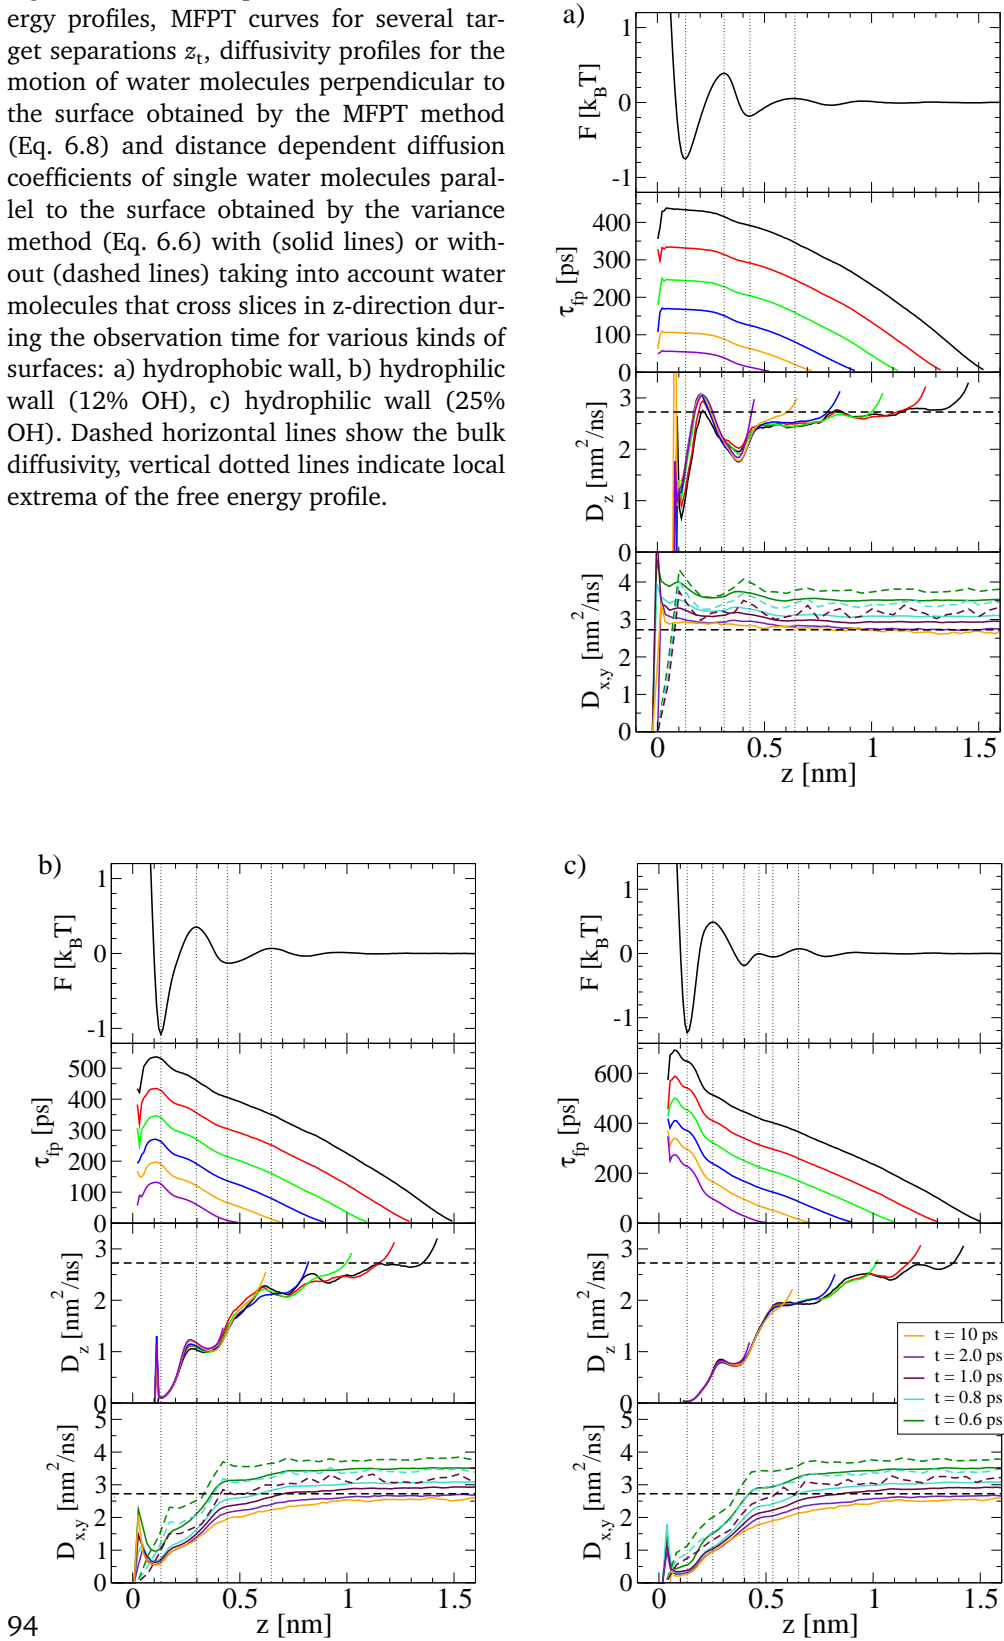 ergy profiles, MFPT curves for several tar-
get separations zt, diffusivity profiles for the
motion of water molecules perpendicular to
the surface obtained by the MFPT method
(Eq. 6.8) and distance dependent diffusion
coefficients of single water molecules paral-
lel to the surface obtained by the variance
method (Eq. 6.6) with (solid lines) or with-
out (dashed lines) taking into account water
molecules that cross slices in z-direction dur-
ing the observation time for various kinds of
surfaces: a) hydrophobic wall, b) hydrophilic
wall (12% OH), c) hydrophilic wall (25%
OH). Dashed horizontal lines show the bulk
diffusivity, vertical dotted lines indicate local
extrema of the free energy profile.
a)
1
0
-1
F [kBT]
400
300
200
100
0
τfp [ps]
3
2
1
0
Dz [nm²/ns]
4
3
2
1
0
Dx,y [nm²/ns]
0 0.5 1 1.5
z [nm]
b)
1
0
-1
F [kBT]
500
400
300
200
100
0
τfp [ps]
3
2
1
0
Dz [nm²/ns]
5
4
3
2
1
0
Dx,y [nm²/ns]
0 0.5 1 1.5
z [nm]
c)
1
0
-1
F [kBT]
600
400
200
0
τfp [ps]
3
2
1
0
Dz [nm²/ns]
t = 10 ps
t = 2.0 ps
t = 1.0 ps
t = 0.8 ps
t = 0.6 ps
5
4
3
2
1
0
Dx,y [nm²/ns]
0 0.5 1 1.5
z [nm]
94